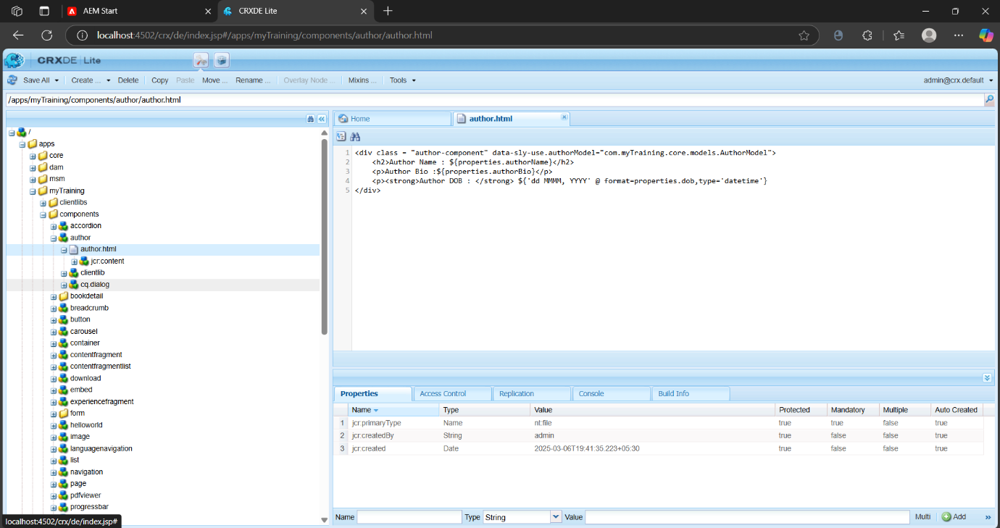 AEM Start
CRXDE Lite
localhost:4502/crx/de/index.jsp#/apps/myTraining/components/author/author.html
CRXDE Lite
Save All Create ... Delete Copy Paste Move ... Rename ... Overlay Node ... Mixins ... Tools admin@crx.default
/apps/myTraining/components/author/author.html
/
apps
core
dam
msm
myTraining
clientlibs
components
accordion
author
author.html
jcr:content
clientlib
cq.dialog
bookdetail
breadcrumb
button
carousel
container
contentfragment
contentfragmentlist
download
embed
experiencefragment
form
helloworld
image
languagenavigation
list
navigation
page
pdfviewer
progressbar
localhost:4502/crx/de/index.jsp#
Home author.html
1 <div class = "author-component" data-sly-use.authorModel="com.myTraining.core.models.AuthorModel">
2 <h2>Author Name : ${properties.authorName}</h2>
3 <p>Author Bio :${properties.authorBio}</p>
4 <p><strong>Author DOB : </strong> ${'dd MMMM, YYYY' @ format=properties.dob,type='datetime'}
5 </div>
Properties Access Control Replication Console Build Info
Name Type Value Protected Mandatory Multiple Auto Created
1 jcr:primaryType Name nt:file true true false true
2 jcr:createdBy String admin true false false true
3 jcr:created Date 2025-03-06T19:41:35.223+05:30 true false false true
Name Type String Value Multi Add »